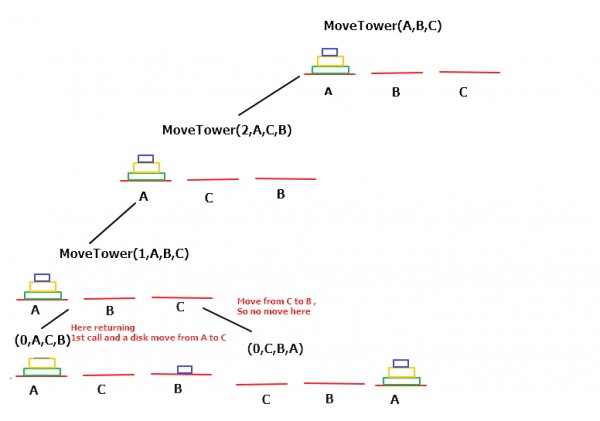 MoveTower(A,B,C)
A B C
MoveTower(2,A,C,B)
A C B
MoveTower(1,A,B,C)
A B C
Move from C to B ,
So no move here
(0,A,C,B)
Here returning
1st call and a disk move from A to C
(0,C,B,A)
A C B
C B A